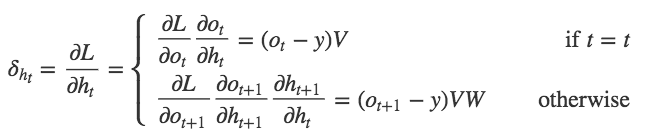 δ_{h_t} = ∂L/∂h_t = { ∂L/∂o_t ∂o_t/∂h_t = (o_t − y)V if t = t
∂L/∂o_{t+1} ∂o_{t+1}/∂h_{t+1} ∂h_{t+1}/∂h_t = (o_{t+1} − y)VW otherwise